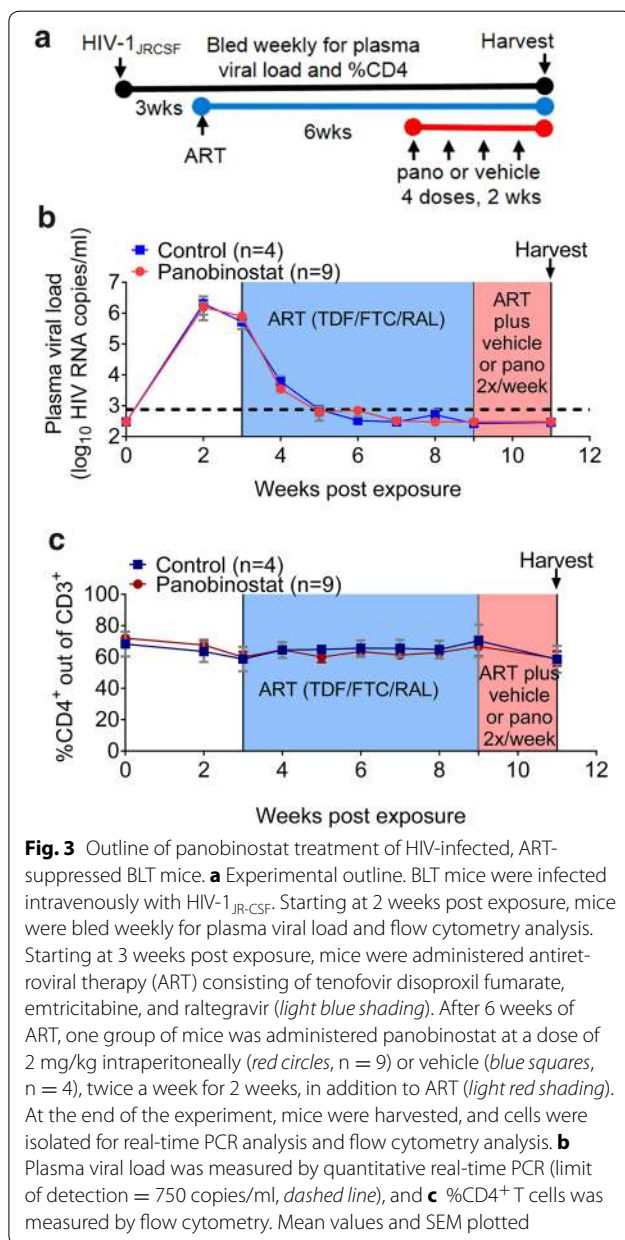 a
HIV-1JRCSF
Bled weekly for plasma
viral load and %CD4
Harvest
3wks
ART
6wks
pano or vehicle
4 doses, 2 wks
b
Control (n=4)
Panobinostat (n=9)
Harvest
Plasma viral load
(log10 HIV RNA copies/ml)
7
6
5
4
3
2
ART (TDF/FTC/RAL)
ART
plus
vehicle
or pano
2x/week
0 2 4 6 8 10 12
Weeks post exposure
c
Control (n=4)
Panobinostat (n=9)
Harvest
%CD4+ out of CD3+
100
80
60
40
20
0
ART (TDF/FTC/RAL)
ART plus
vehicle
or pano
2x/week
0 2 4 6 8 10 12
Weeks post exposure
Fig. 3 Outline of panobinostat treatment of HIV-infected, ART-
suppressed BLT mice. a Experimental outline. BLT mice were infected
intravenously with HIV-1JR-CSF. Starting at 2 weeks post exposure, mice
were bled weekly for plasma viral load and flow cytometry analysis.
Starting at 3 weeks post exposure, mice were administered antiret-
roviral therapy (ART) consisting of tenofovir disoproxil fumarate,
emtricitabine, and raltegravir (light blue shading). After 6 weeks of
ART, one group of mice was administered panobinostat at a dose of
2 mg/kg intraperitoneally (red circles, n = 9) or vehicle (blue squares,
n = 4), twice a week for 2 weeks, in addition to ART (light red shading).
At the end of the experiment, mice were harvested, and cells were
isolated for real-time PCR analysis and flow cytometry analysis. b
Plasma viral load was measured by quantitative real-time PCR (limit
of detection = 750 copies/ml, dashed line), and c %CD4+ T cells was
measured by flow cytometry. Mean values and SEM plotted